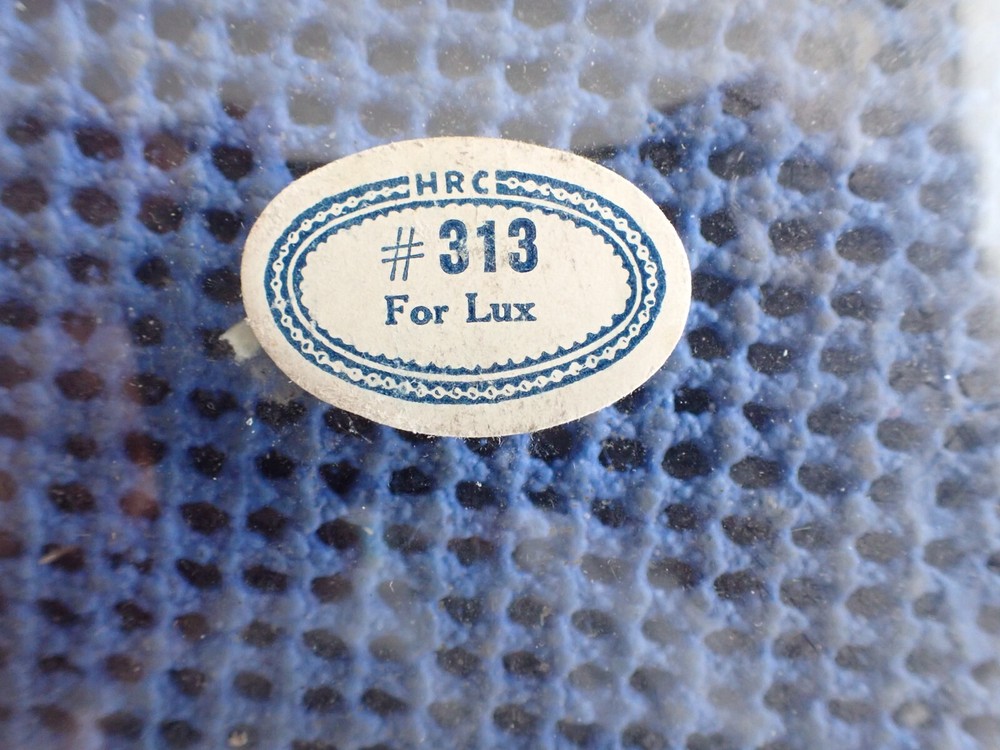 HRC
# 313
For Lux